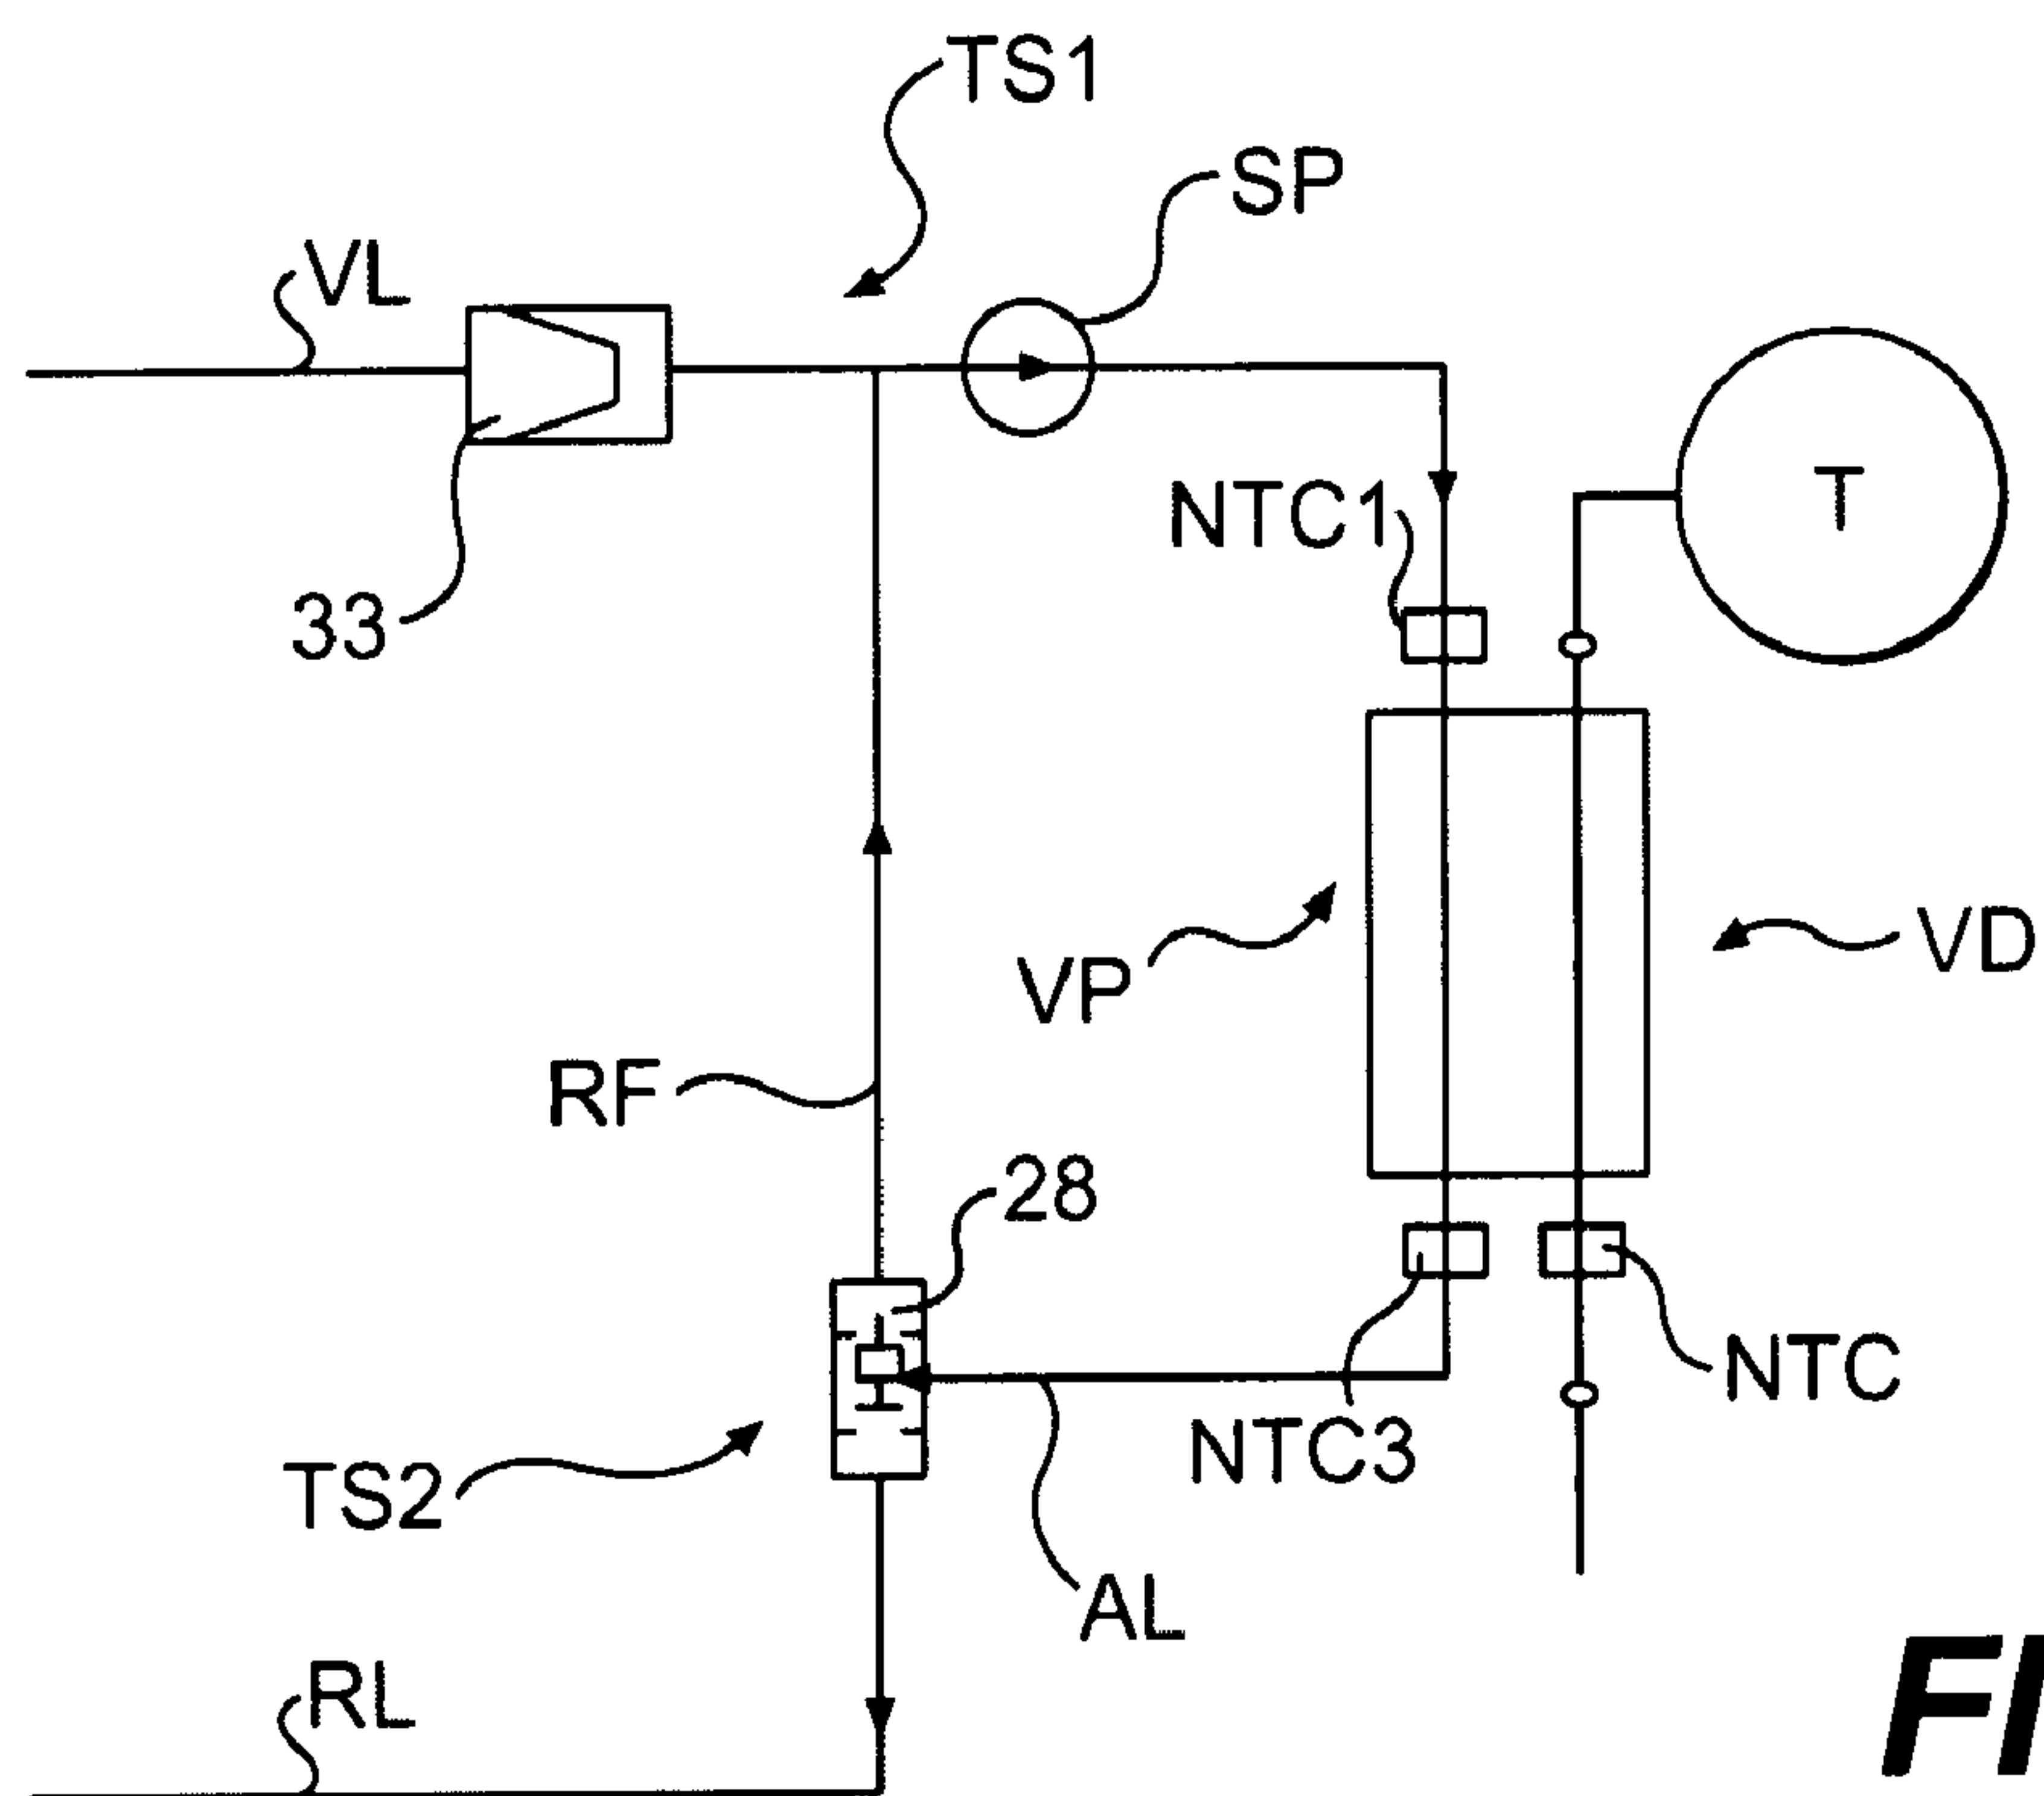 TS1
SP
VL
T
NTC1
33
VD
VP
RF
28
NTC
NTC3
TS2
AL
RL
FI